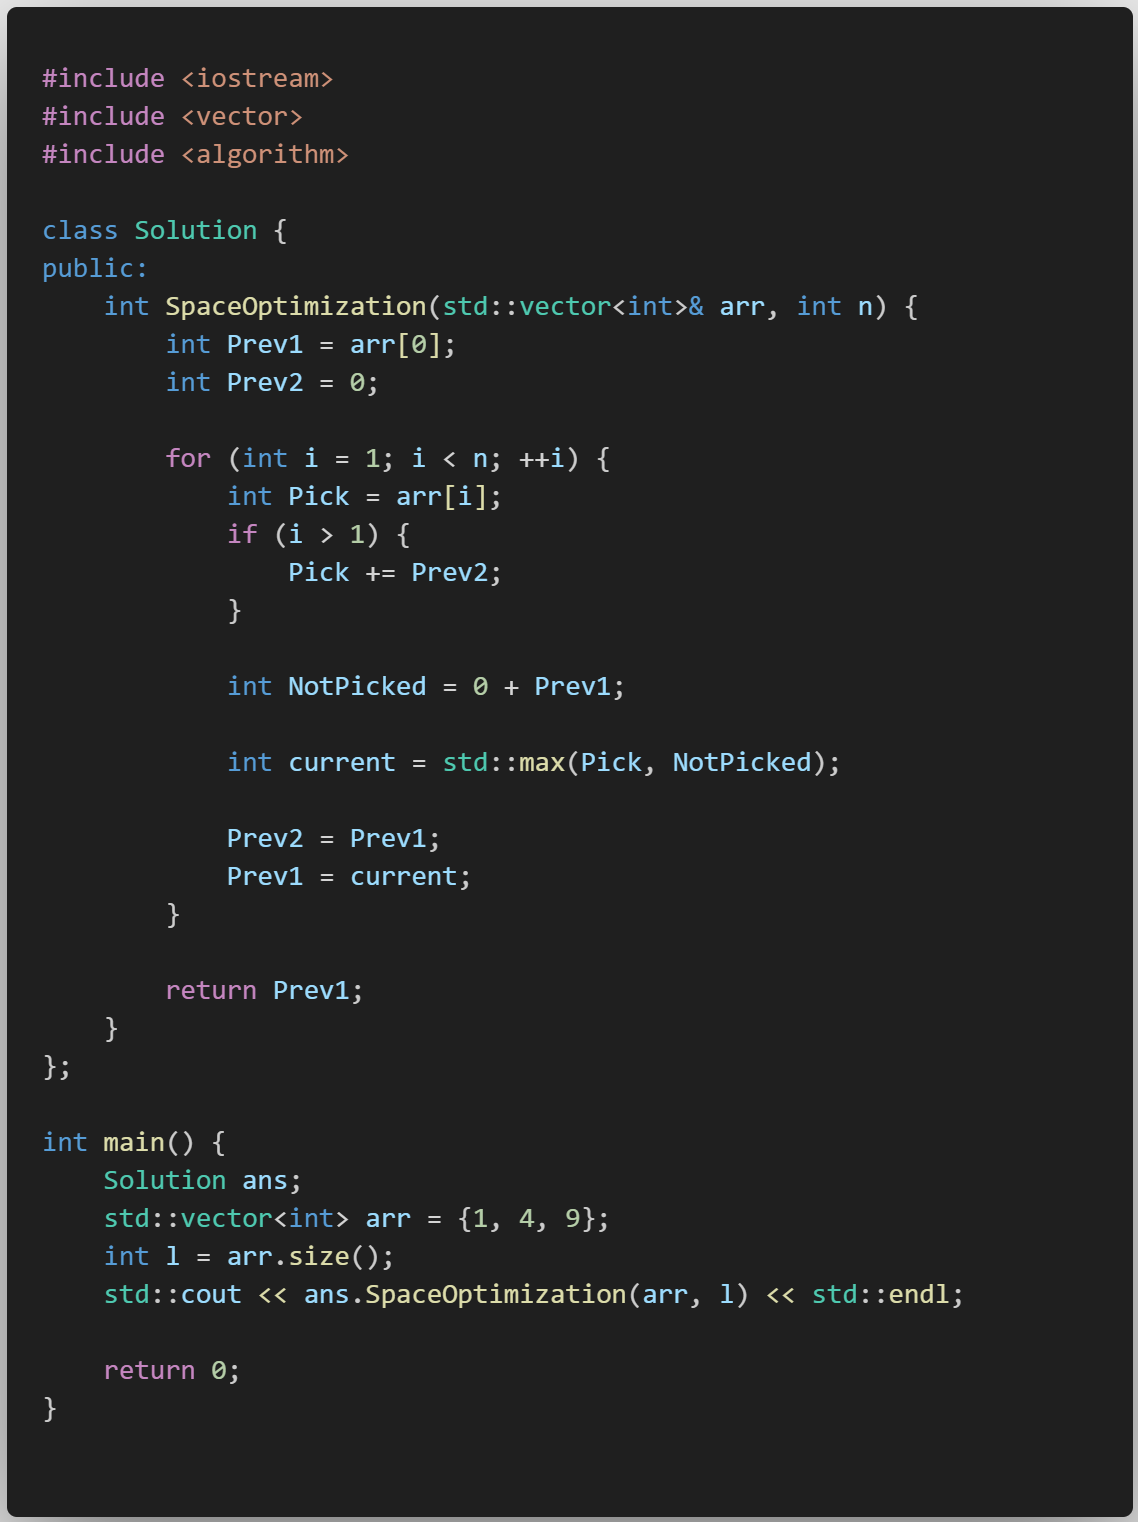 #include <iostream>
#include <vector>
#include <algorithm>

class Solution {
public:
    int SpaceOptimization(std::vector<int>& arr, int n) {
        int Prev1 = arr[0];
        int Prev2 = 0;

        for (int i = 1; i < n; ++i) {
            int Pick = arr[i];
            if (i > 1) {
                Pick += Prev2;
            }

            int NotPicked = 0 + Prev1;

            int current = std::max(Pick, NotPicked);

            Prev2 = Prev1;
            Prev1 = current;
        }

        return Prev1;
    }
};

int main() {
    Solution ans;
    std::vector<int> arr = {1, 4, 9};
    int l = arr.size();
    std::cout << ans.SpaceOptimization(arr, l) << std::endl;

    return 0;
}